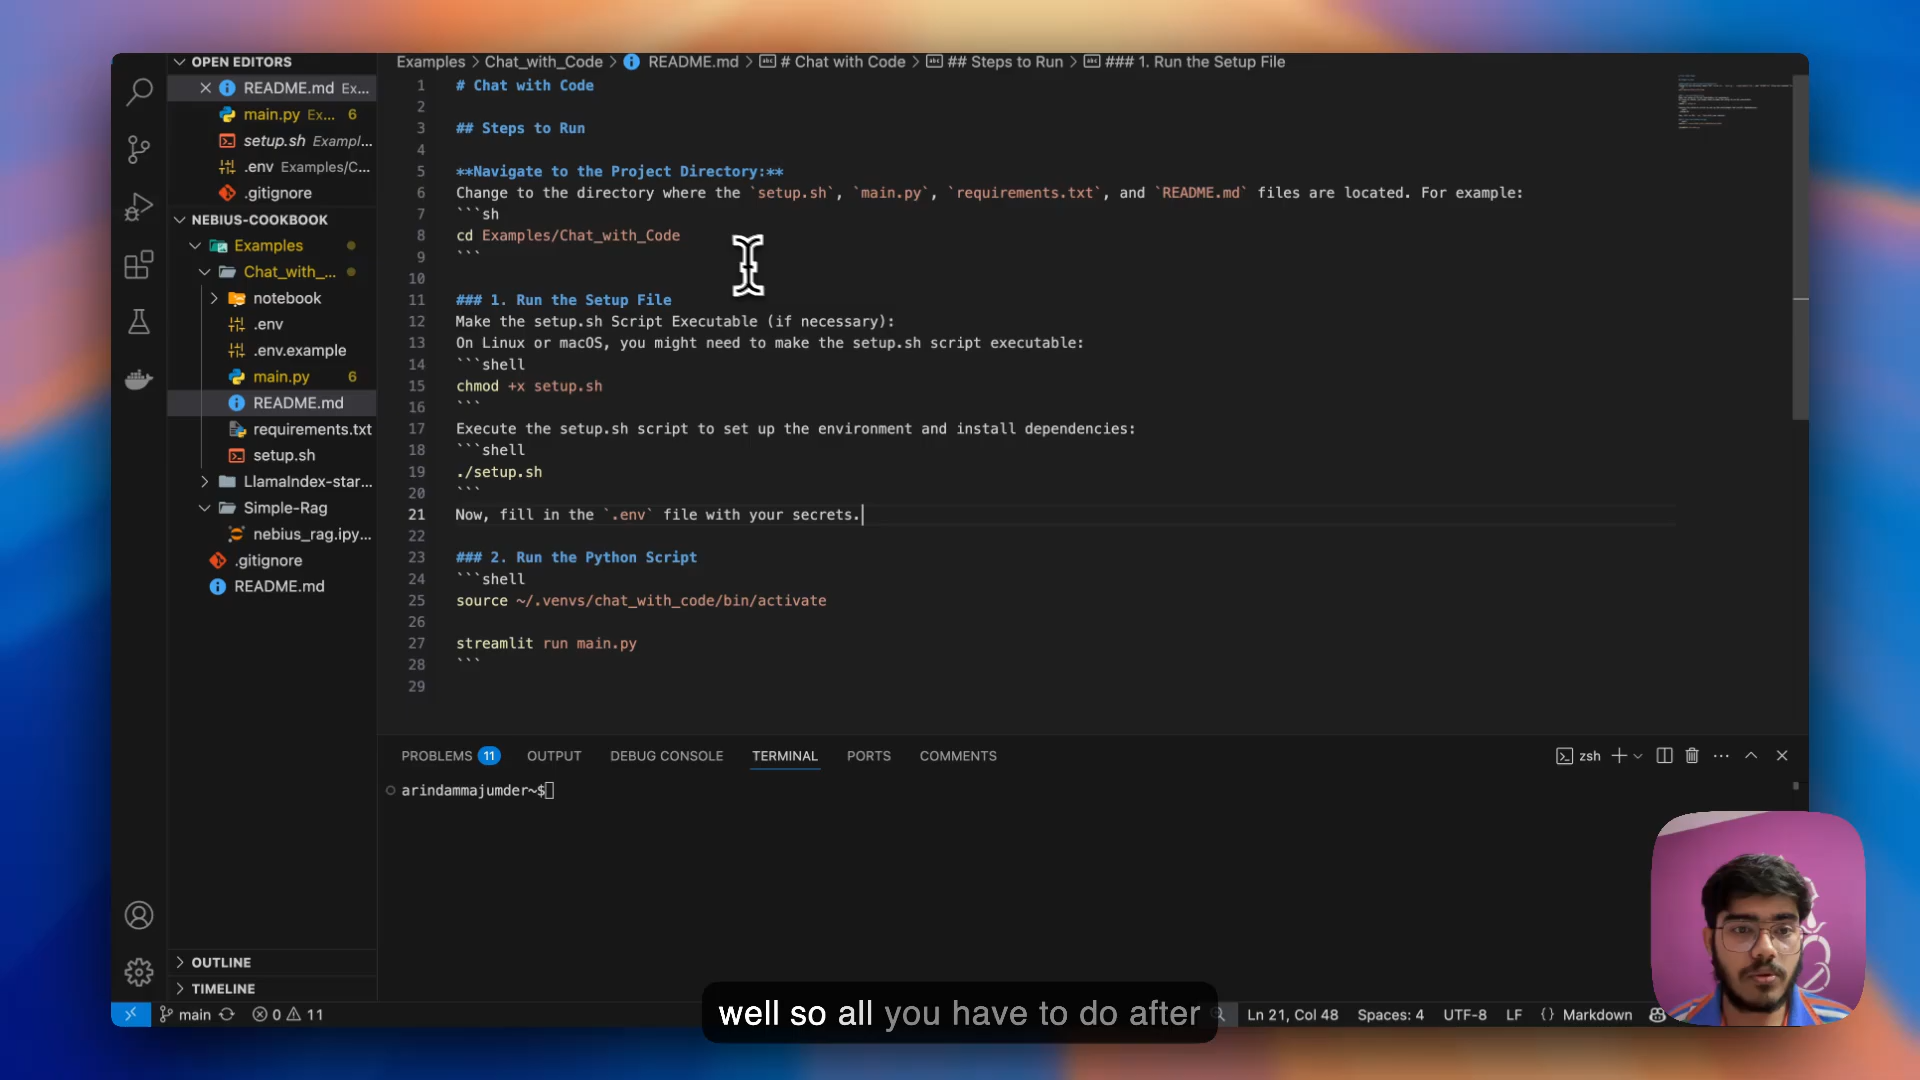 OPEN EDITORS
README.md Ex...
main.py Ex... 6
setup.sh Exampl...
.env Examples/C...
.gitignore
NEBIUS-COOKBOOK
Examples
Chat_with_...
notebook
.env
.env.example
main.py 6
README.md
requirements.txt
setup.sh
LlamaIndex-star...
Simple-Rag
nebius_rag.ipy...
.gitignore
README.md
OUTLINE
TIMELINE
Examples > Chat_with_Code > README.md > # Chat with Code > ## Steps to Run > ### 1. Run the Setup File
1 # Chat with Code
2
3 ## Steps to Run
4
5 **Navigate to the Project Directory:**
6 Change to the directory where the `setup.sh`, `main.py`, `requirements.txt`, and `README.md` files are located. For example:
7 ```sh
8 cd Examples/Chat_with_Code
9 ```
10
11 ### 1. Run the Setup File
12 Make the setup.sh Script Executable (if necessary):
13 On Linux or macOS, you might need to make the setup.sh script executable:
14 ```shell
15 chmod +x setup.sh
16 ```
17 Execute the setup.sh script to set up the environment and install dependencies:
18 ```shell
19 ./setup.sh
20 ```
21 Now, fill in the `.env` file with your secrets.
22
23 ### 2. Run the Python Script
24 ```shell
25 source ~/.venvs/chat_with_code/bin/activate
26
27 streamlit run main.py
28 ```
29
PROBLEMS 11 OUTPUT DEBUG CONSOLE TERMINAL PORTS COMMENTS zsh
arindammajumder~$
well so all you have to do after
main 0 11 Ln 21, Col 48 Spaces: 4 UTF-8 LF {} Markdown